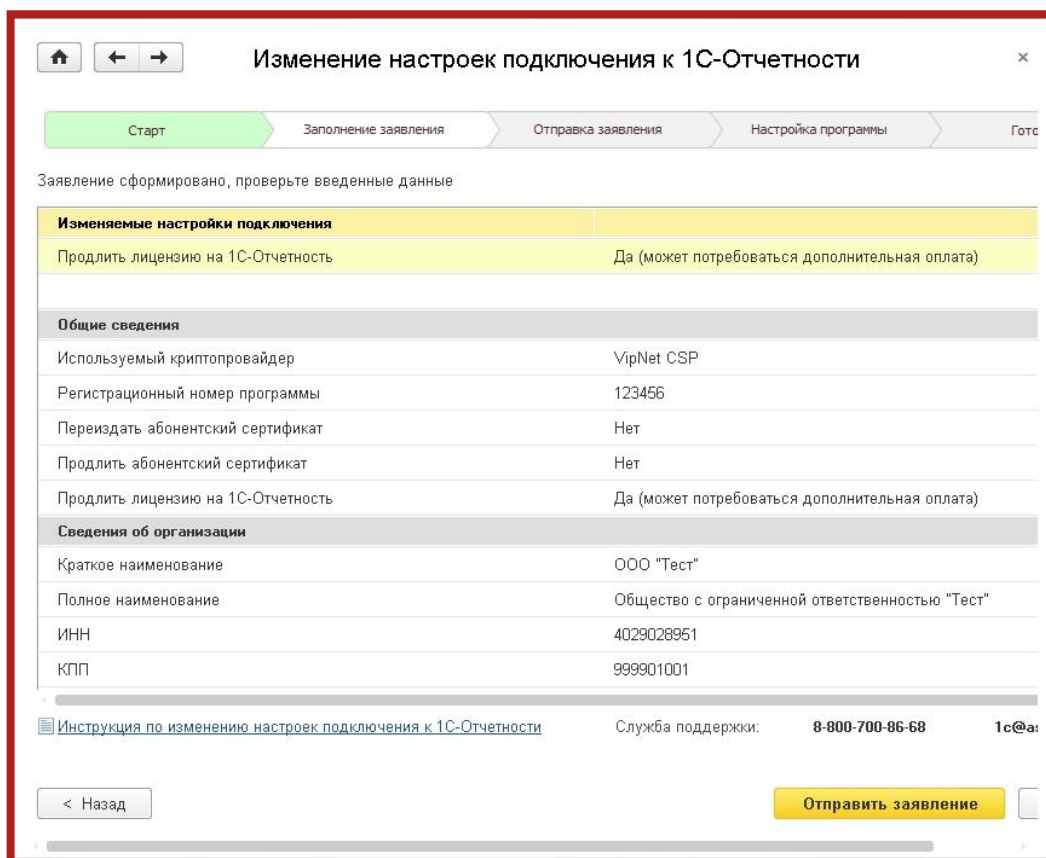 Изменение настроек подключения к 1С-Отчетности
Старт Заполнение заявления Отправка заявления Настройка программы
Заявление сформировано, проверьте введенные данные
Изменяемые настройки подключения
Продлить лицензию на 1С-Отчетность Да (может потребоваться дополнительная оплата)
Общие сведения
Используемый криптопровайдер VipNet CSP
Регистрационный номер программы 123456
Переиздать абонентский сертификат Нет
Продлить абонентский сертификат Нет
Продлить лицензию на 1С-Отчетность Да (может потребоваться дополнительная оплата)
Сведения об организации
Краткое наименование ООО "Тест"
Полное наименование Общество с ограниченной ответственностью "Тест"
ИНН 4029028951
КПП 999901001
Инструкция по изменению настроек подключения к 1С-Отчетности Служба поддержки: 8-800-700-86-68
< Назад Отправить заявление